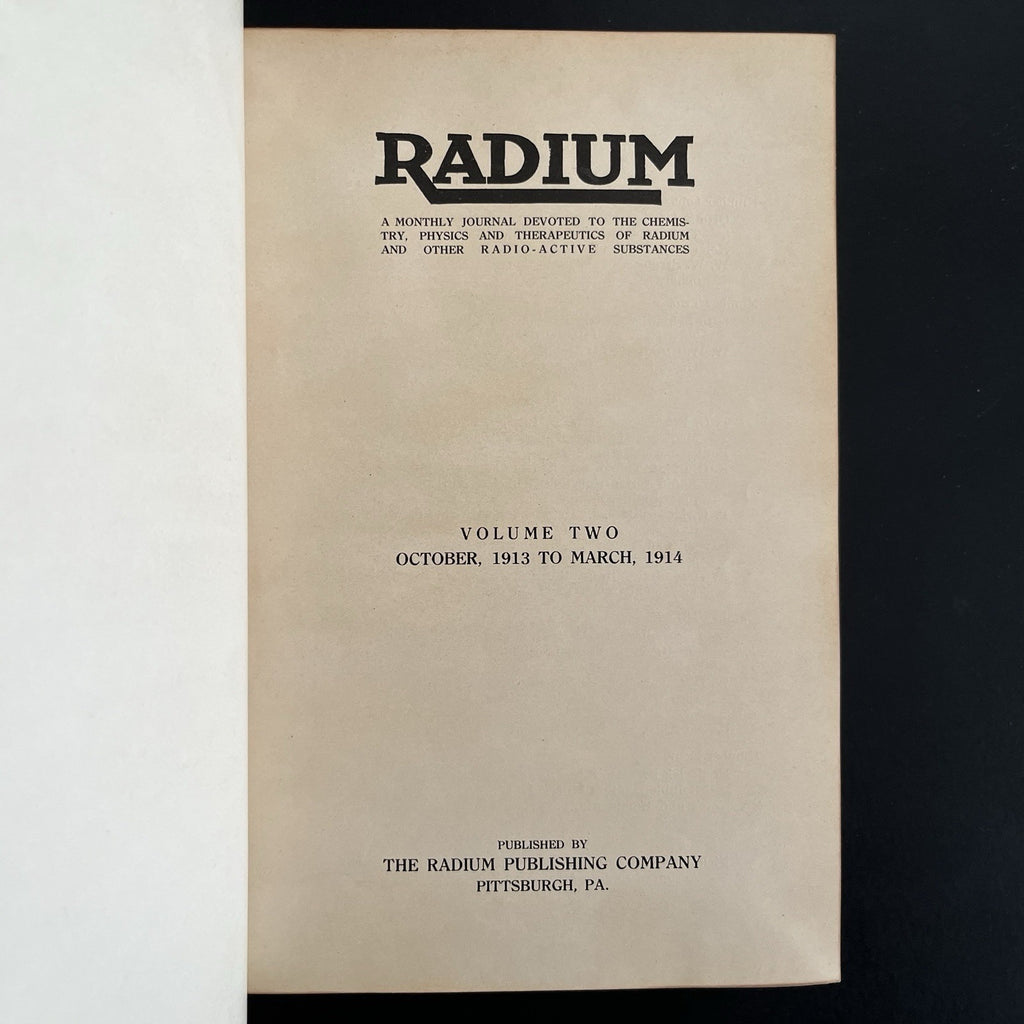 RADIUM
A MONTHLY JOURNAL DEVOTED TO THE CHEMIS-
TRY, PHYSICS AND THERAPEUTICS OF RADIUM
AND OTHER RADIO-ACTIVE SUBSTANCES
VOLUME TWO
OCTOBER, 1913 TO MARCH, 1914
PUBLISHED BY
THE RADIUM PUBLISHING COMPANY
PITTSBURGH, PA.